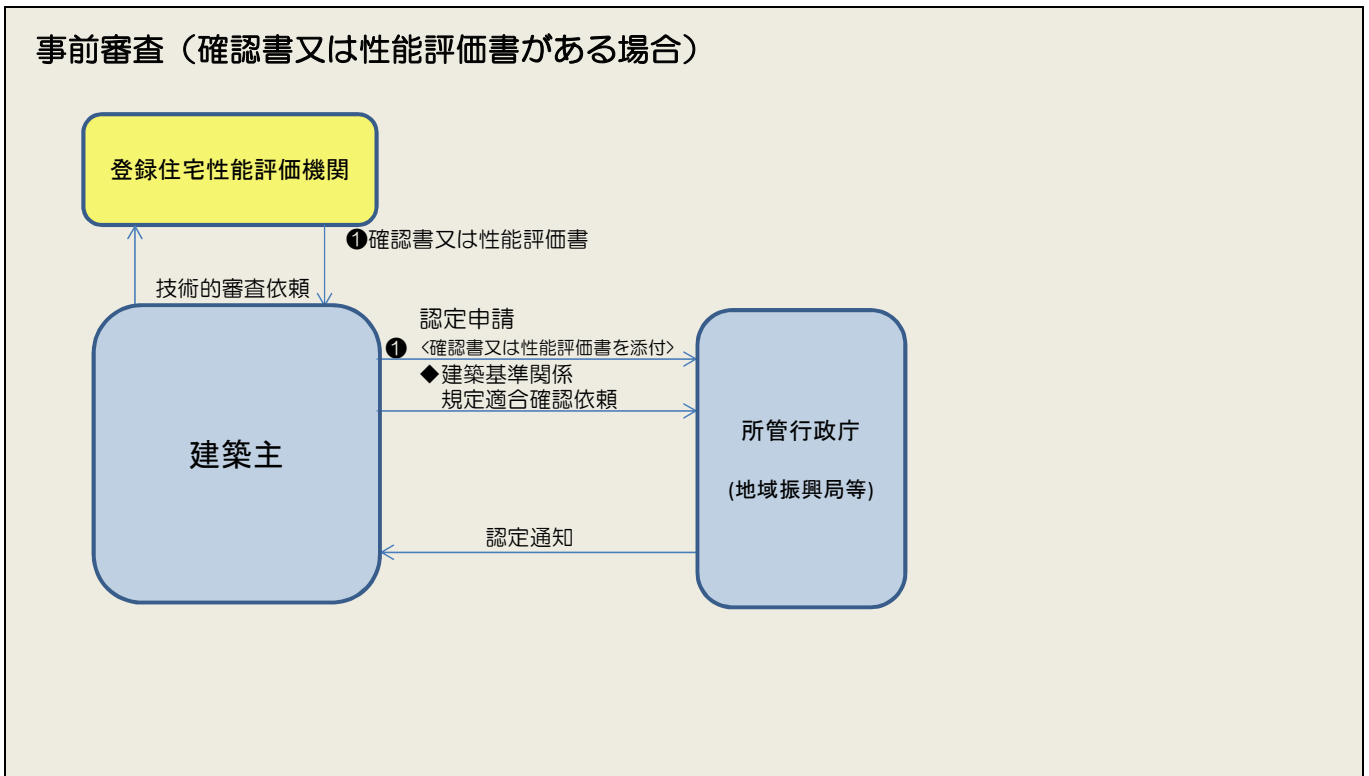 事前審査（確認書又は性能評価書がある場合）
登録住宅性能評価機関
❶確認書又は性能評価書
技術的審査依頼
認定申請
❶ <確認書又は性能評価書を添付>
◆建築基準関係
規定適合確認依頼
建築主
所管行政庁
(地域振興局等)
認定通知